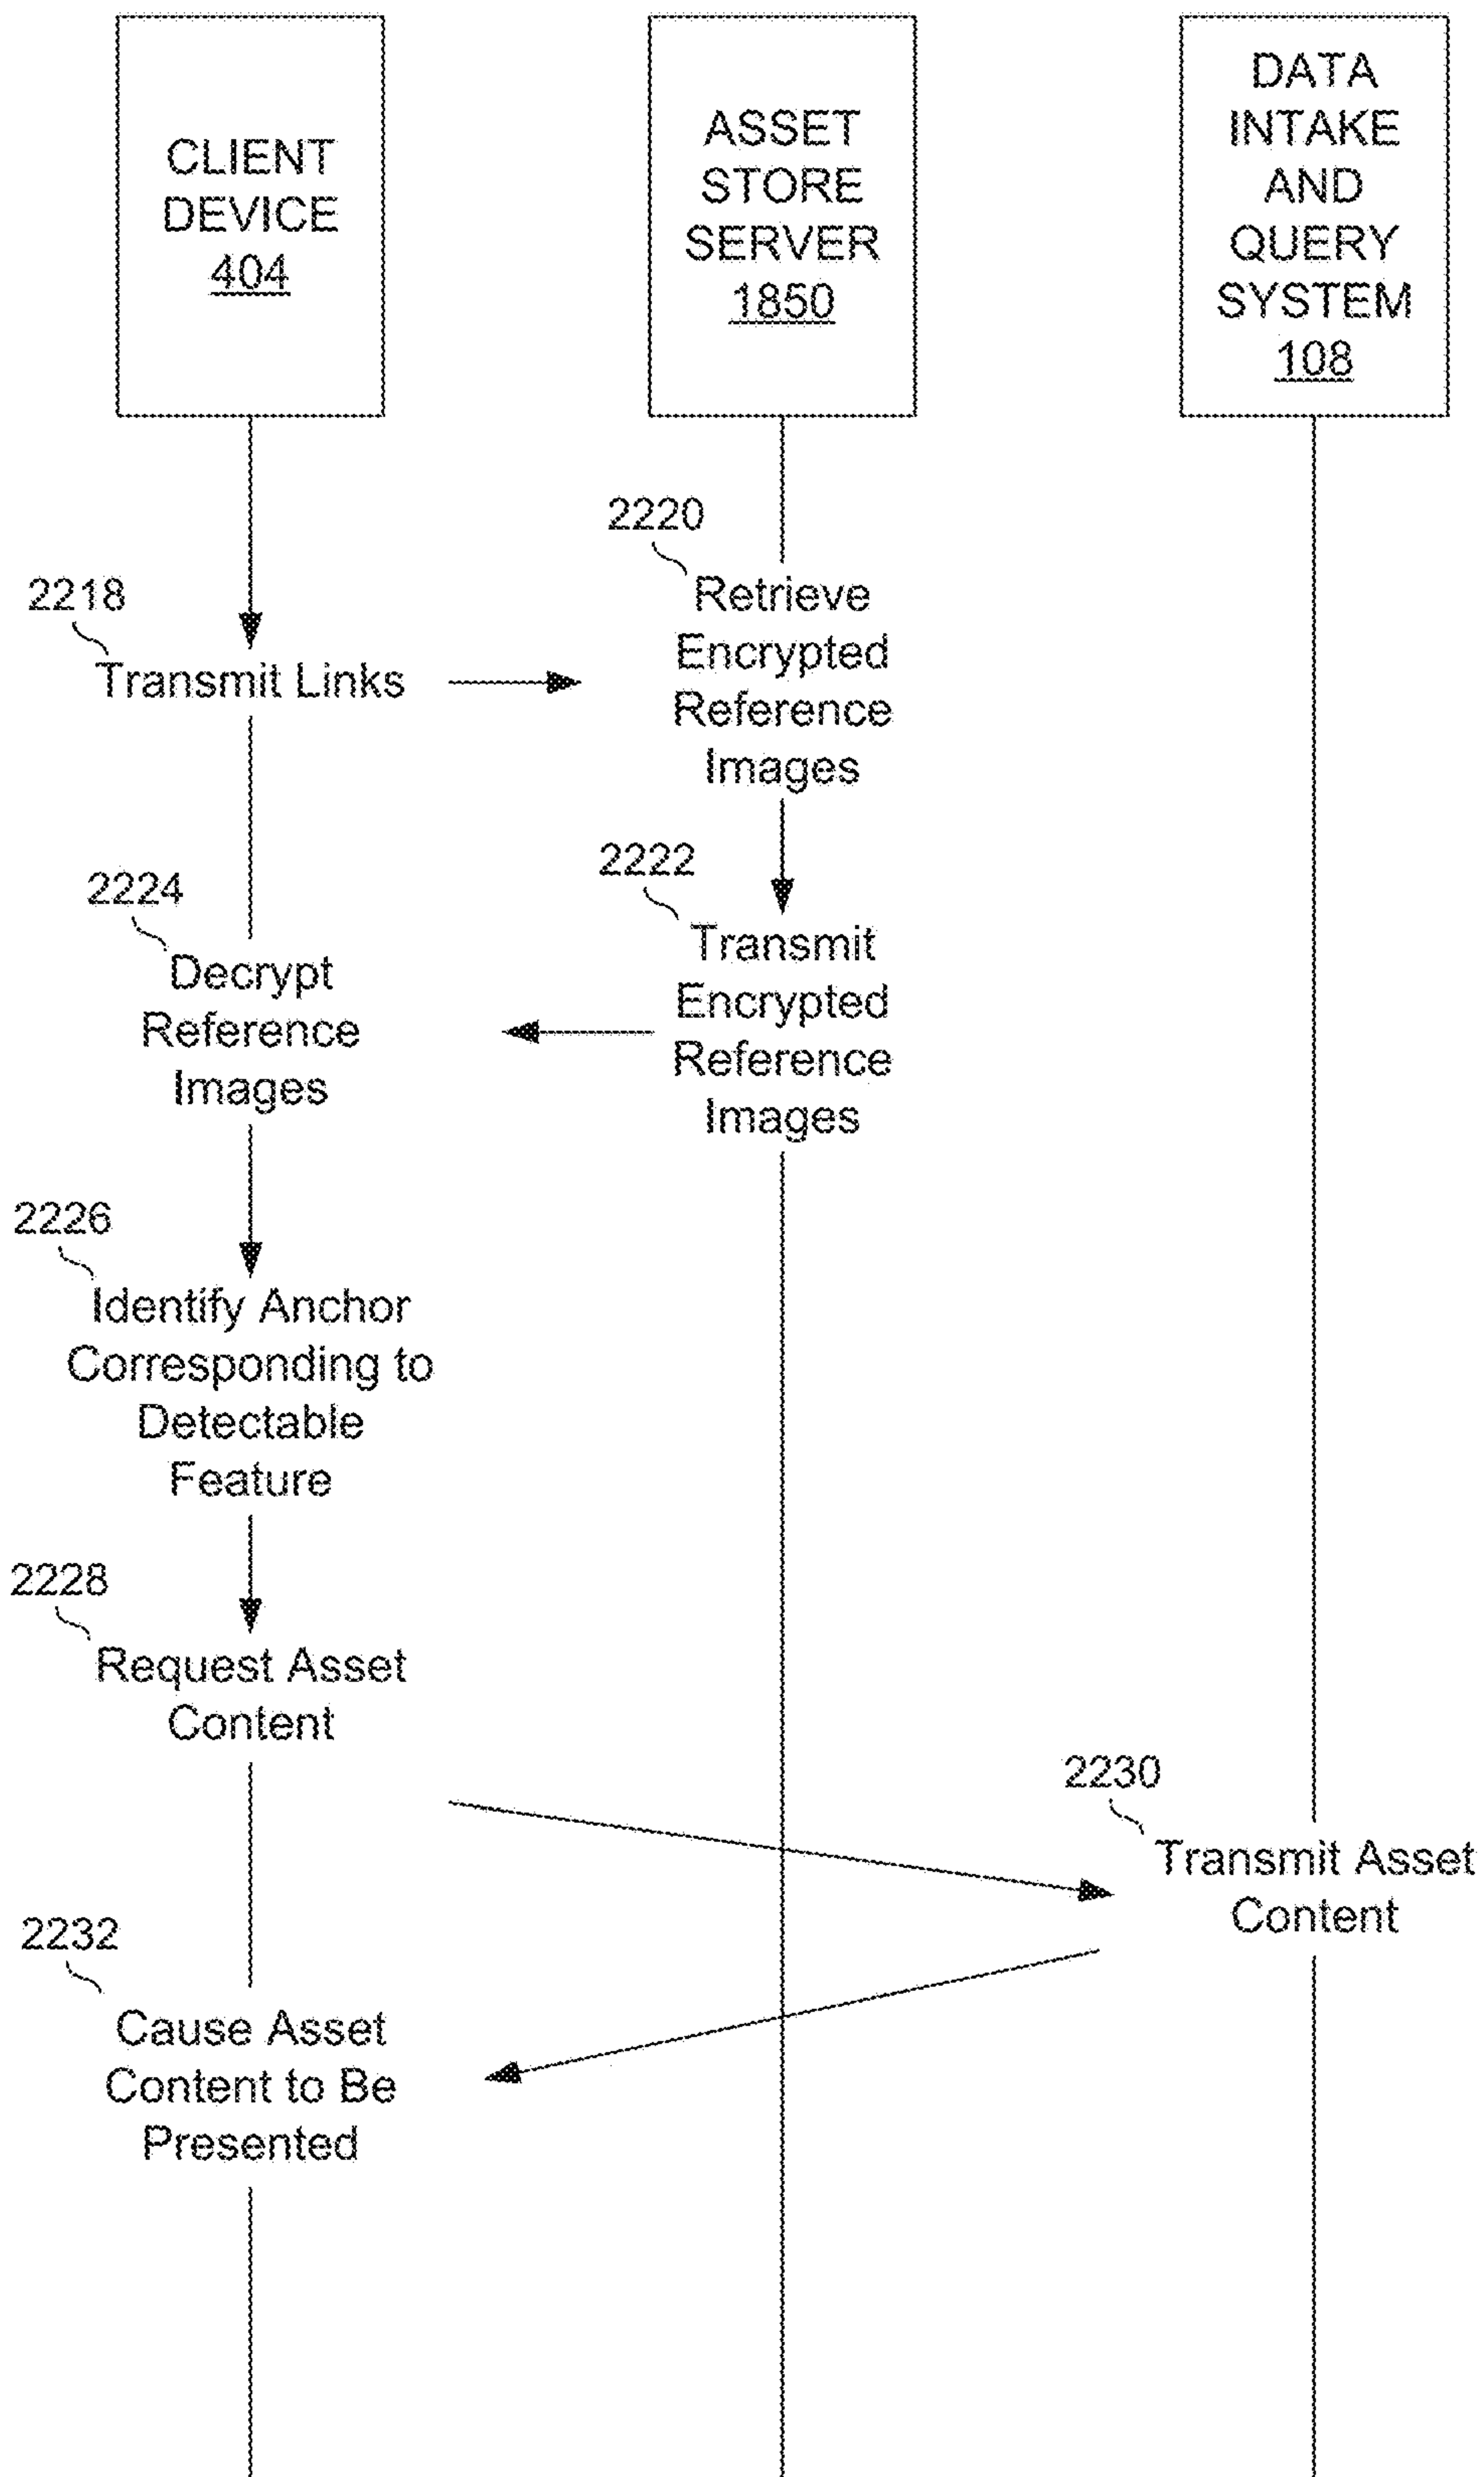 CLIENT
DEVICE
404
ASSET
STORE
SERVER
1850
DATA
INTAKE
AND
QUERY
SYSTEM
108
2218
Transmit Links
2220
Retrieve
Encrypted
Reference
Images
2222
Transmit
Encrypted
Reference
Images
2224
Decrypt
Reference
Images
2226
Identify Anchor
Corresponding to
Detectable
Feature
2228
Request Asset
Content
2230
Transmit Asset
Content
2232
Cause Asset
Content to Be
Presented